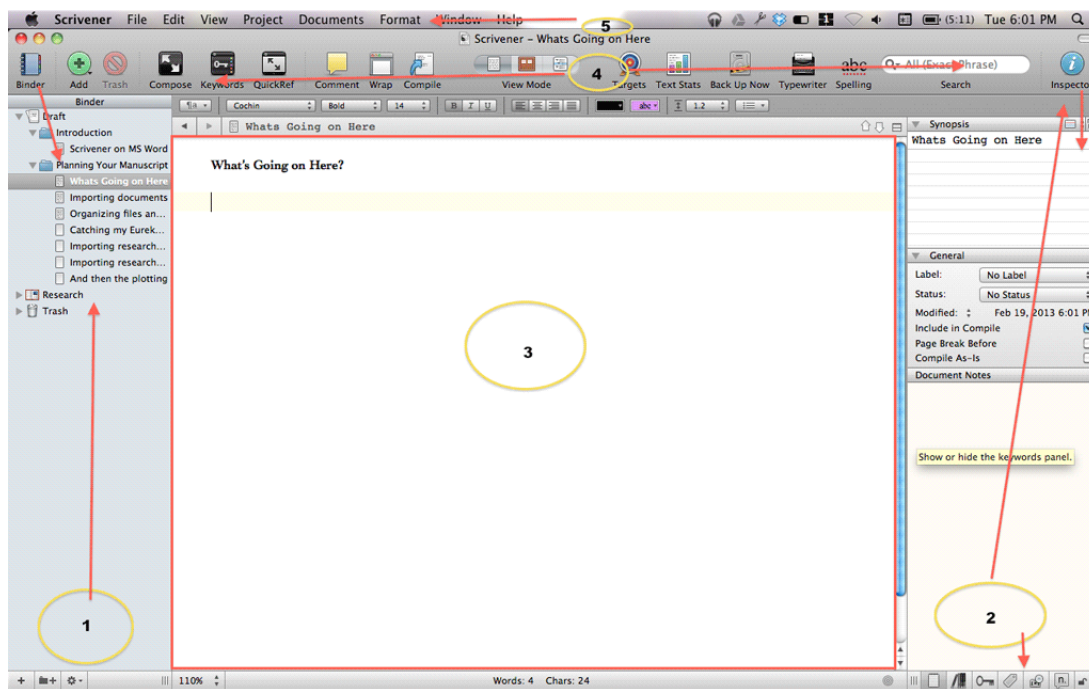 Scrivener File Edit View Project Documents Format Window Help (5:11) Tue 6:01 PM
5
Scrivener - Whats Going on Here
4
All (Exact Phrase)
Binder Add Trash Compose Keywords QuickRef Comment Wrap Compile View Mode Targets Text Stats Back Up Now Typewriter Spelling Search Inspecto
Binder
¶a Cochin Bold 14 B I U abc 1.2
Draft
Introduction
Scrivener on MS Word
Planning Your Manuscript
Whats Going on Here
Importing documents
Organizing files an...
Catching my Eurek...
Importing research...
Importing research...
And then the plotting
Research
Trash
1
Whats Going on Here
What's Going on Here?
3
Synopsis
Whats Going on Here
General
Label: No Label
Status: No Status
Modified: Feb 19, 2013 6:01 P
Include in Compile
Page Break Before
Compile As-Is
Document Notes
Show or hide the keywords panel.
2
110% Words: 4 Chars: 24 n.